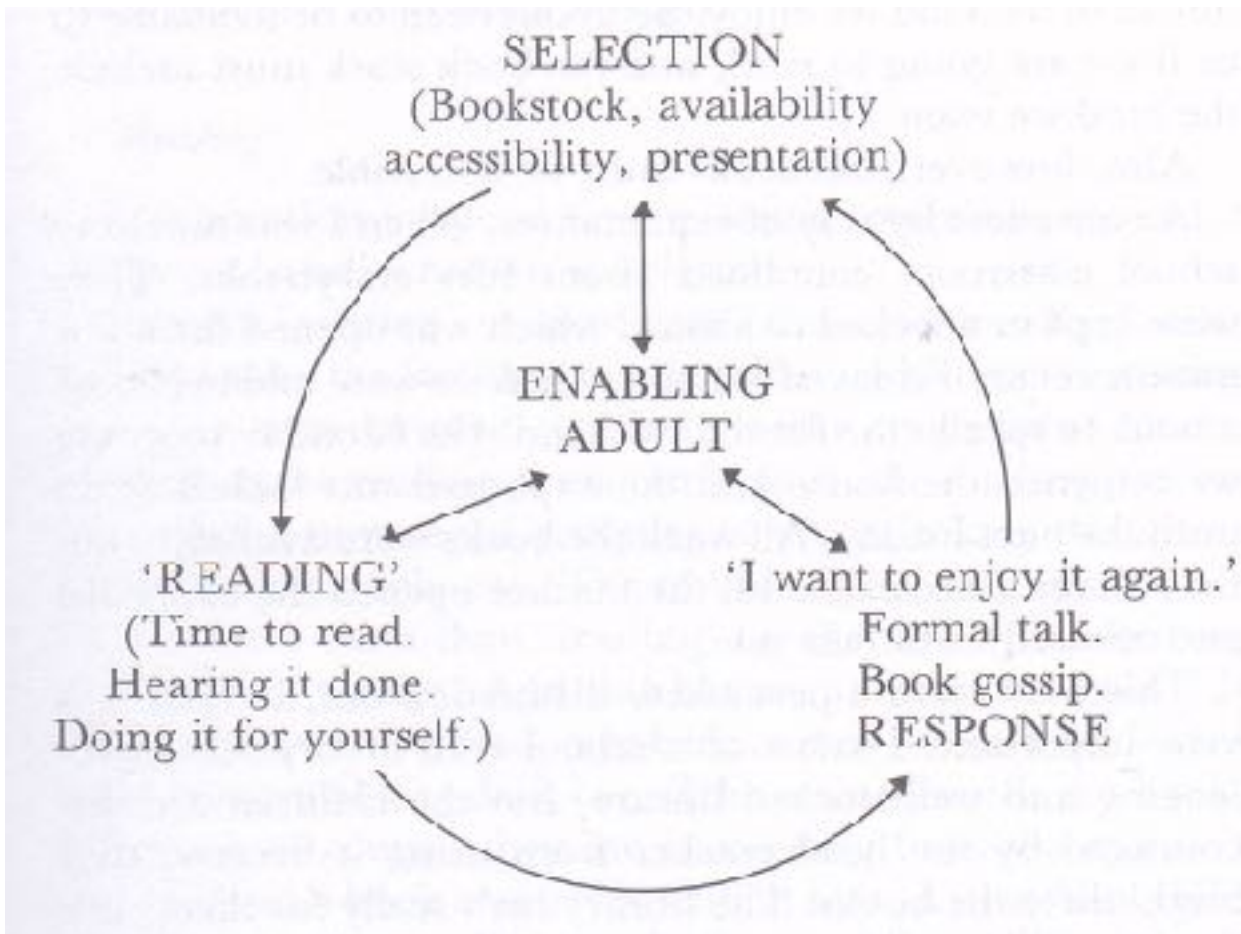 SELECTION
(Bookstock, availability
accessibility, presentation)
ENABLING
ADULT
'READING'
(Time to read
Hearing it done.
Doing it for yourself.)
'I want to enjoy it again.'
Formal talk.
Book gossip.
RESPONSE